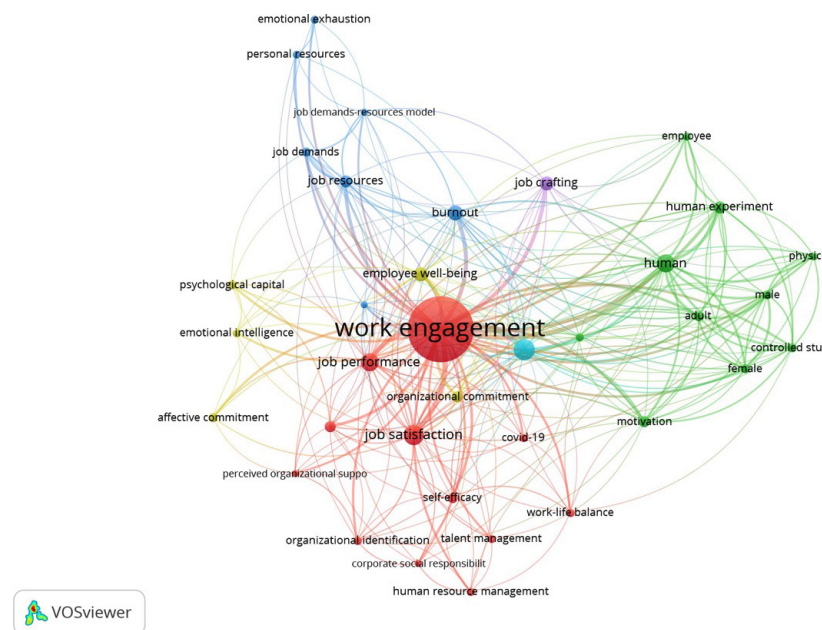 emotional exhaustion
personal resources
job demands-resources model
employee
job demands
job resources
job crafting
human experiment
burnout
physic
human
employee well-being
psychological capital
male
adult
work engagement
emotional intelligence
controlled stu
job performance
female
organizational commitment
affective commitment
motivation
job satisfaction
covid-19
perceived organizational suppo
self-efficacy
work-life balance
organizational identification
talent management
corporate social responsibilit
human resource management
VOSviewer